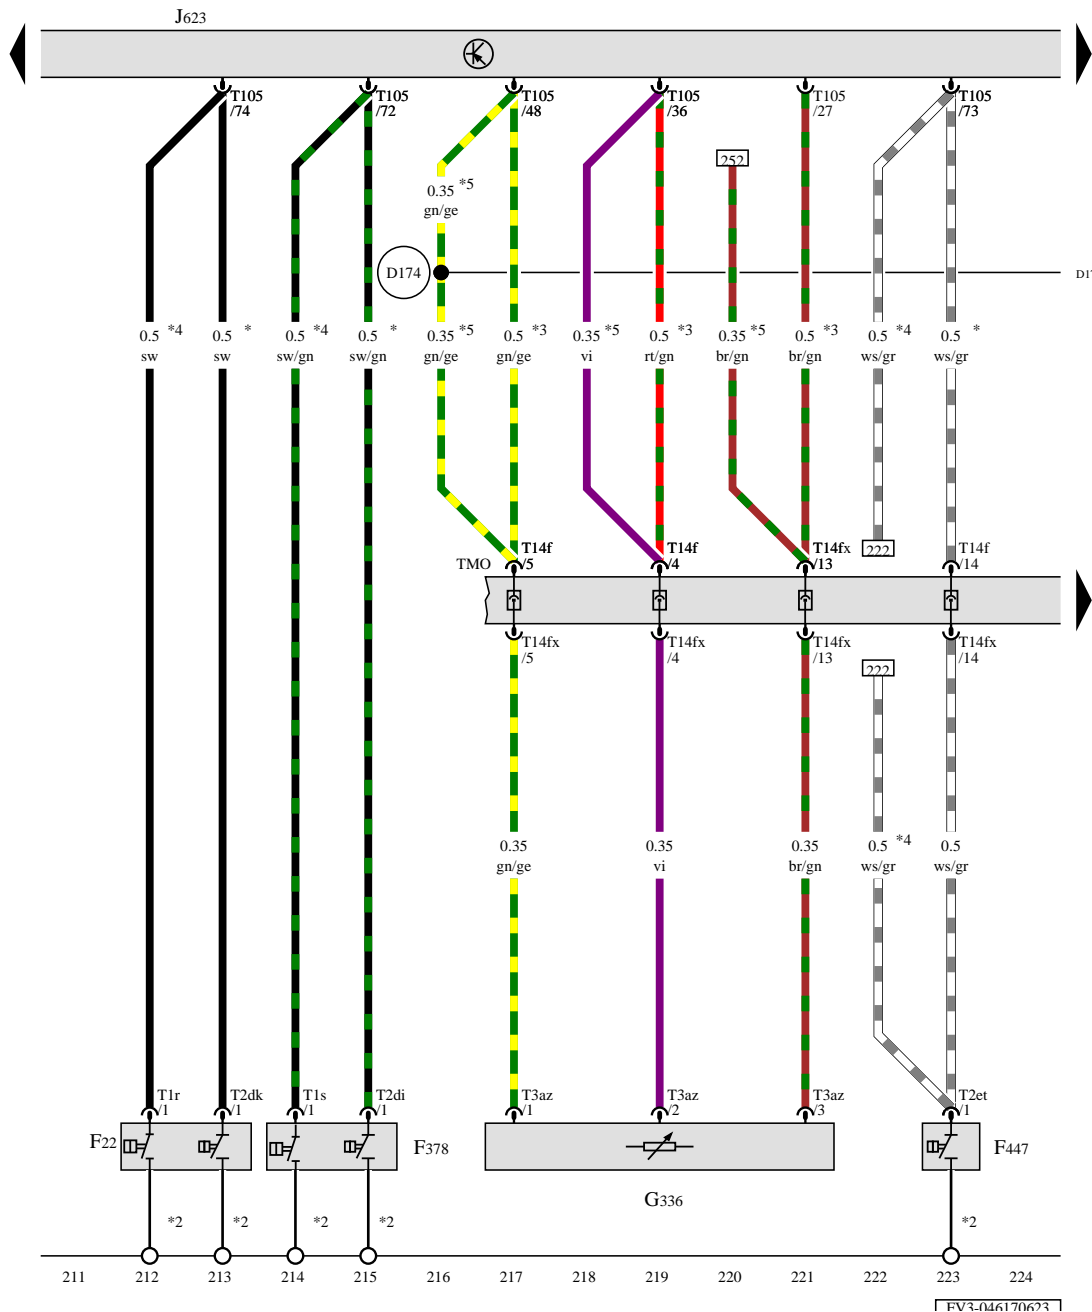 J623
T105 T105 T105 T105 T105 T105
/74 /72 /48 /36 /27 /73
252
0.35 *5
gn/ge
D174
0.5 *4 0.5 * 0.5 *4 0.5 * 0.35 *5 0.5 *3 0.35 *5 0.5 *3 0.35 *5 0.5 *3 0.5 *4 0.5 *
sw sw sw/gn sw/gn gn/ge gn/ge vi rt/gn br/gn br/gn ws/gr ws/gr
TMO T14f T14f T14fx 222 T14f
/5 /4 /13 /14
T14fx T14fx T14fx T14fx
/5 /4 /13 /14
222
0.35 0.35 0.35 0.5 *4 0.5
gn/ge vi br/gn ws/gr ws/gr
T1r T2dk T1s T2di T3az T3az T3az T2et
/1 /1 /1 /1 /1 /2 /3 /1
F22 F378 F447
G336
*2 *2 *2 *2 *2
211 212 213 214 215 216 217 218 219 220 221 222 223 224
FV3-046170623